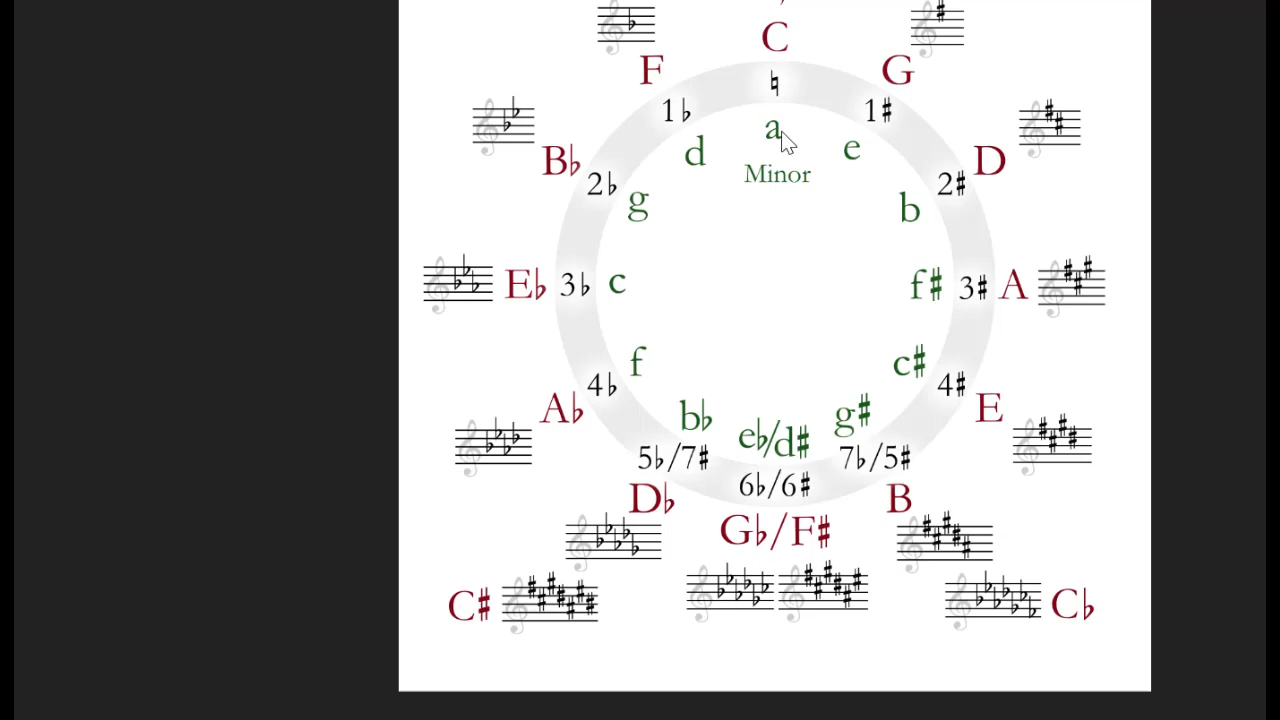 C
F
G
♮
1♭
1♯
a
d
e
Minor
B♭
D
2♭
2♯
g
b
E♭
3♭
c
f♯
3♯
A
f
c♯
4♭
4♯
A♭
E
b♭
g♯
e♭/d♯
5♭/7♯
7♭/5♯
6♭/6♯
D♭
B
G♭/F♯
C♯
C♭